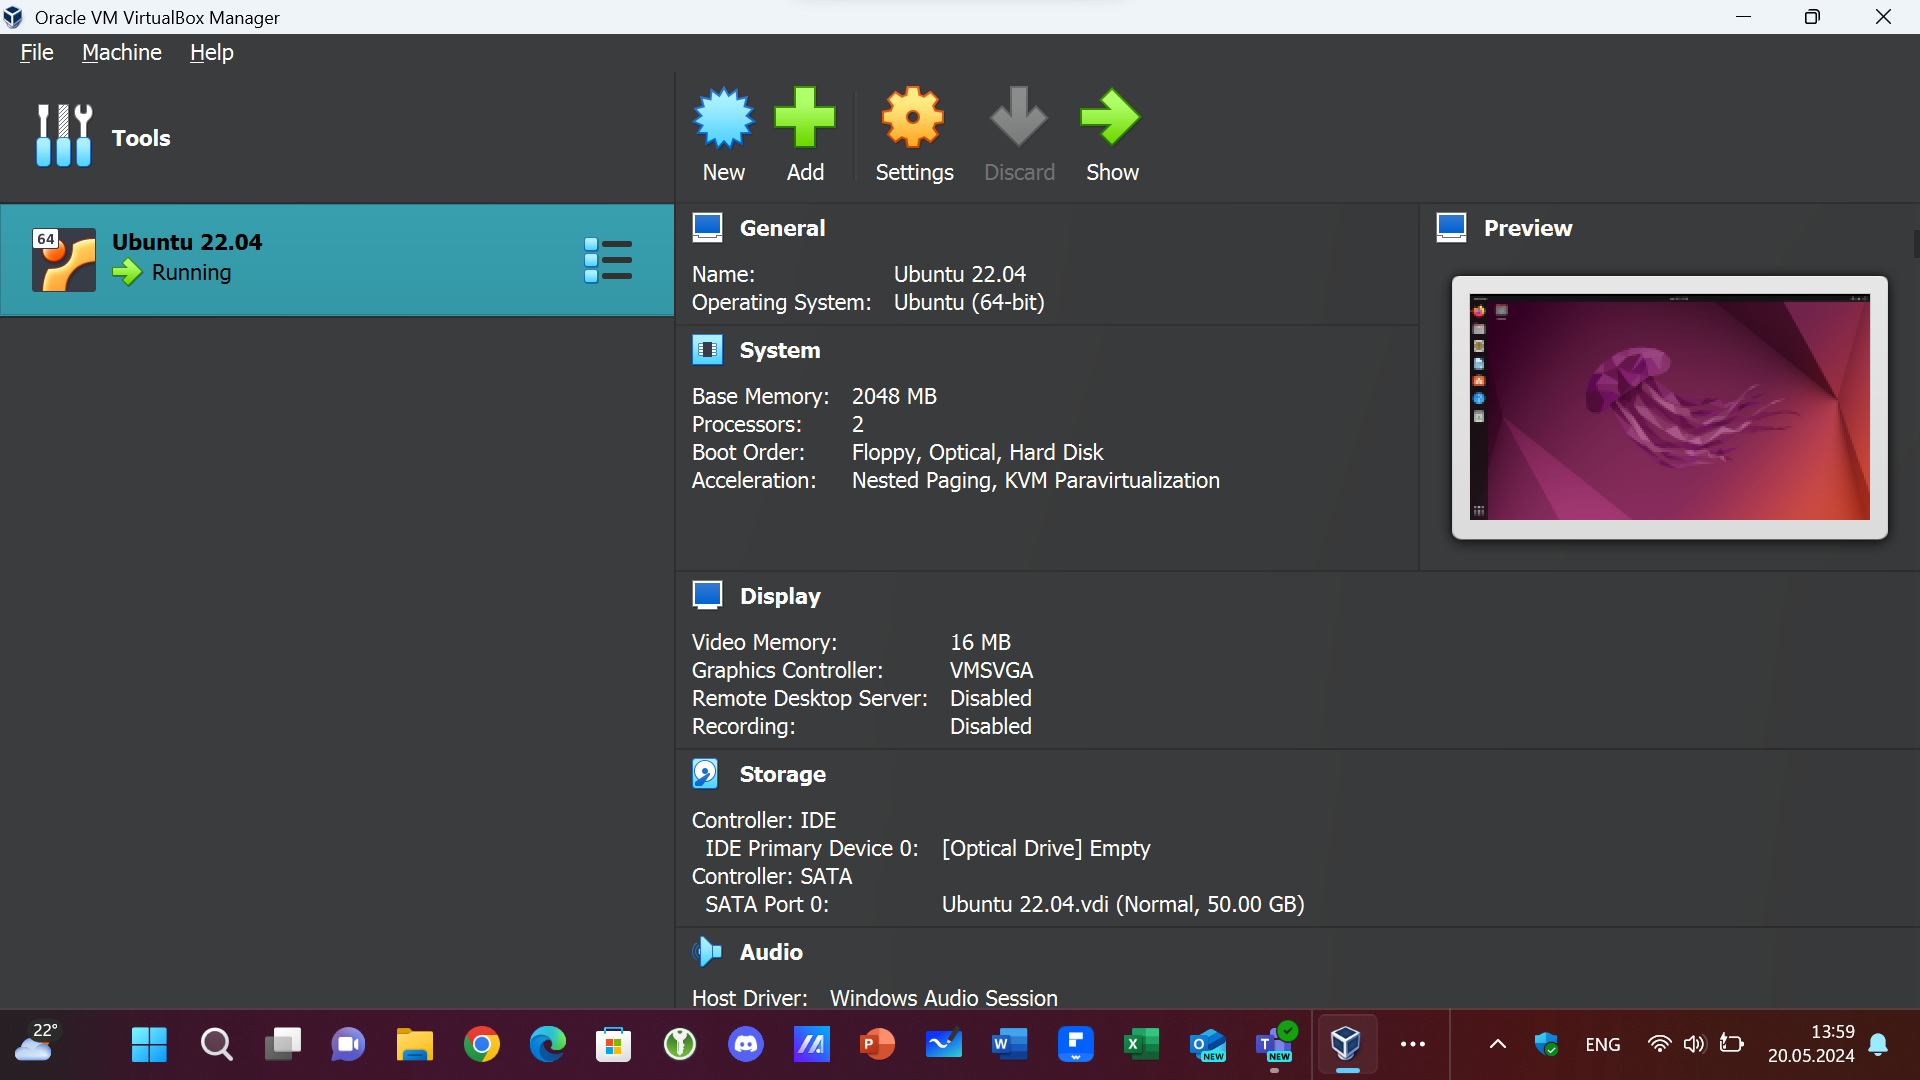 Oracle VM VirtualBox Manager
File Machine Help
Tools
New Add Settings Discard Show
64
Ubuntu 22.04
Running
General
Name: Ubuntu 22.04
Operating System: Ubuntu (64-bit)
Preview
System
Base Memory: 2048 MB
Processors: 2
Boot Order: Floppy, Optical, Hard Disk
Acceleration: Nested Paging, KVM Paravirtualization
Display
Video Memory: 16 MB
Graphics Controller: VMSVGA
Remote Desktop Server: Disabled
Recording: Disabled
Storage
Controller: IDE
IDE Primary Device 0: [Optical Drive] Empty
Controller: SATA
SATA Port 0: Ubuntu 22.04.vdi (Normal, 50.00 GB)
Audio
Host Driver: Windows Audio Session
22°
P
W
X
O NEW
T NEW
ENG
13:59
20.05.2024